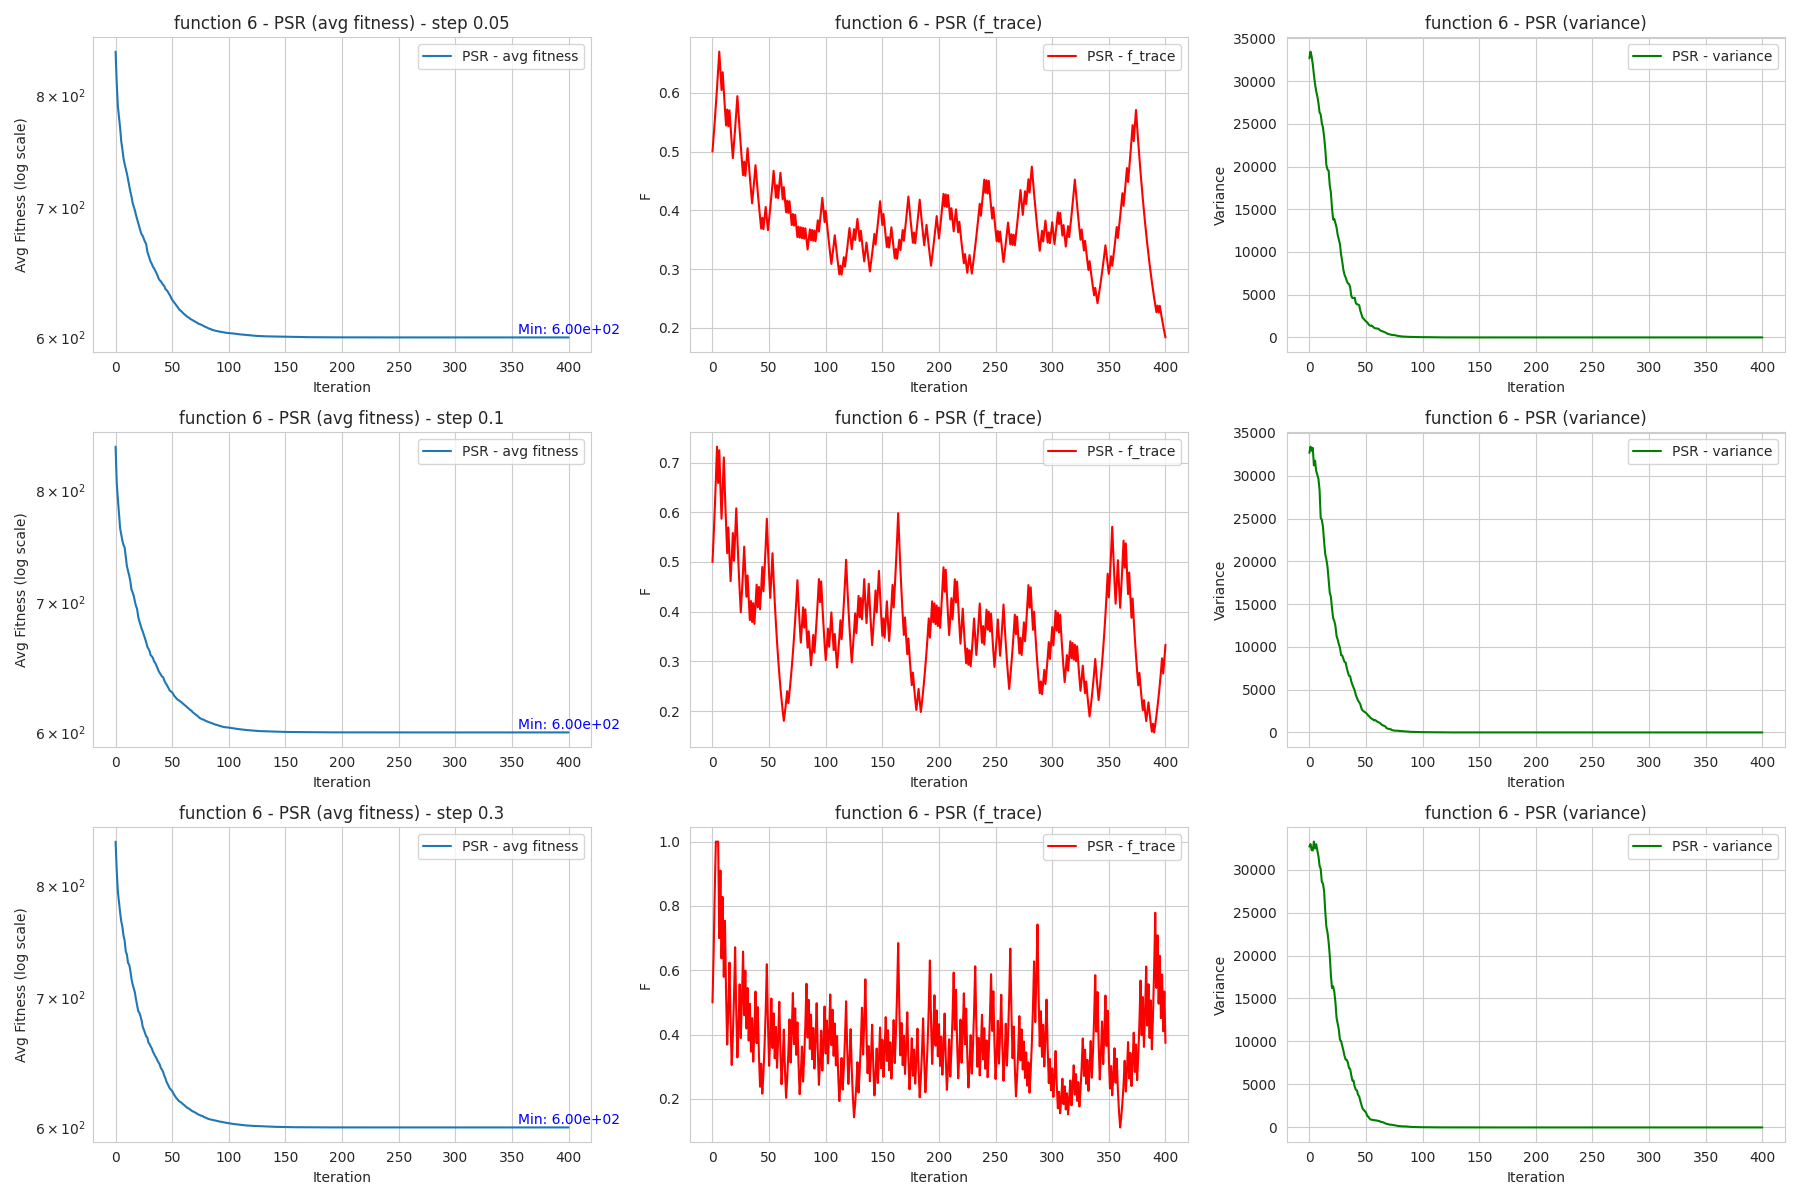 function 6 - PSR (avg fitness) - step 0.05
PSR - avg fitness
Avg Fitness (log scale)
8 × 10²
7 × 10²
6 × 10²
Min: 6.00e+02
0 50 100 150 200 250 300 350 400
Iteration
function 6 - PSR (f_trace)
PSR - f_trace
F
0.6
0.5
0.4
0.3
0.2
0 50 100 150 200 250 300 350 400
Iteration
function 6 - PSR (variance)
PSR - variance
Variance
35000
30000
25000
20000
15000
10000
5000
0
0 50 100 150 200 250 300 350 400
Iteration
function 6 - PSR (avg fitness) - step 0.1
PSR - avg fitness
Avg Fitness (log scale)
8 × 10²
7 × 10²
6 × 10²
Min: 6.00e+02
0 50 100 150 200 250 300 350 400
Iteration
function 6 - PSR (f_trace)
PSR - f_trace
F
0.7
0.6
0.5
0.4
0.3
0.2
0 50 100 150 200 250 300 350 400
Iteration
function 6 - PSR (variance)
PSR - variance
Variance
35000
30000
25000
20000
15000
10000
5000
0
0 50 100 150 200 250 300 350 400
Iteration
function 6 - PSR (avg fitness) - step 0.3
PSR - avg fitness
Avg Fitness (log scale)
8 × 10²
7 × 10²
6 × 10²
Min: 6.00e+02
0 50 100 150 200 250 300 350 400
Iteration
function 6 - PSR (f_trace)
PSR - f_trace
F
1.0
0.8
0.6
0.4
0.2
0 50 100 150 200 250 300 350 400
Iteration
function 6 - PSR (variance)
PSR - variance
Variance
30000
25000
20000
15000
10000
5000
0
0 50 100 150 200 250 300 350 400
Iteration